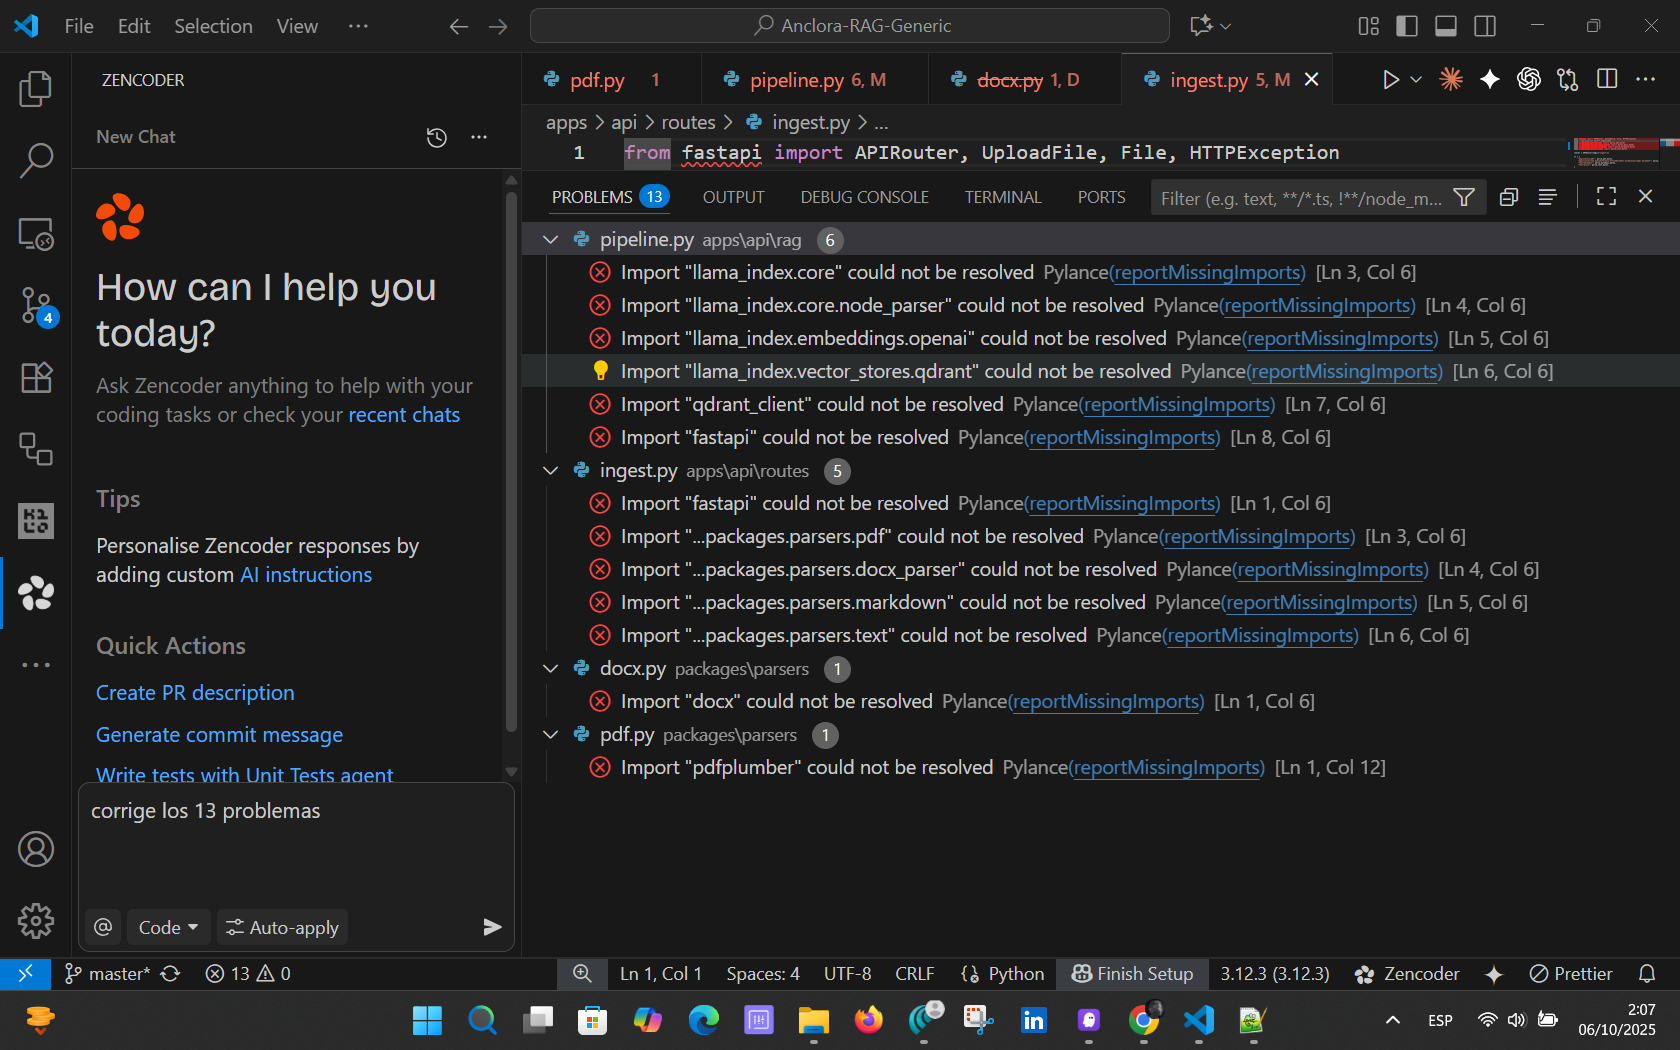 File Edit Selection View ···
Anclora-RAG-Generic
ZENCODER
New Chat
How can I help you
today?
Ask Zencoder anything to help with your
coding tasks or check your recent chats
Tips
Personalise Zencoder responses by
adding custom AI instructions
Quick Actions
Create PR description
Generate commit message
Write tests with Unit Tests agent
corrige los 13 problemas
@ Code Auto-apply
4
pdf.py 1
pipeline.py 6, M
docx.py 1, D
ingest.py 5, M
apps > api > routes > ingest.py > ...
1 from fastapi import APIRouter, UploadFile, File, HTTPException
PROBLEMS 13 OUTPUT DEBUG CONSOLE TERMINAL PORTS Filter (e.g. text, **/*.ts, !**/node_m...
pipeline.py apps\api\rag 6
Import "llama_index.core" could not be resolved Pylance(reportMissingImports) [Ln 3, Col 6]
Import "llama_index.core.node_parser" could not be resolved Pylance(reportMissingImports) [Ln 4, Col 6]
Import "llama_index.embeddings.openai" could not be resolved Pylance(reportMissingImports) [Ln 5, Col 6]
Import "llama_index.vector_stores.qdrant" could not be resolved Pylance(reportMissingImports) [Ln 6, Col 6]
Import "qdrant_client" could not be resolved Pylance(reportMissingImports) [Ln 7, Col 6]
Import "fastapi" could not be resolved Pylance(reportMissingImports) [Ln 8, Col 6]
ingest.py apps\api\routes 5
Import "fastapi" could not be resolved Pylance(reportMissingImports) [Ln 1, Col 6]
Import "...packages.parsers.pdf" could not be resolved Pylance(reportMissingImports) [Ln 3, Col 6]
Import "...packages.parsers.docx_parser" could not be resolved Pylance(reportMissingImports) [Ln 4, Col 6]
Import "...packages.parsers.markdown" could not be resolved Pylance(reportMissingImports) [Ln 5, Col 6]
Import "...packages.parsers.text" could not be resolved Pylance(reportMissingImports) [Ln 6, Col 6]
docx.py packages\parsers 1
Import "docx" could not be resolved Pylance(reportMissingImports) [Ln 1, Col 6]
pdf.py packages\parsers 1
Import "pdfplumber" could not be resolved Pylance(reportMissingImports) [Ln 1, Col 12]
master* 13 0 Ln 1, Col 1 Spaces: 4 UTF-8 CRLF {} Python Finish Setup 3.12.3 (3.12.3) Zencoder Prettier
ESP
2:07
06/10/2025